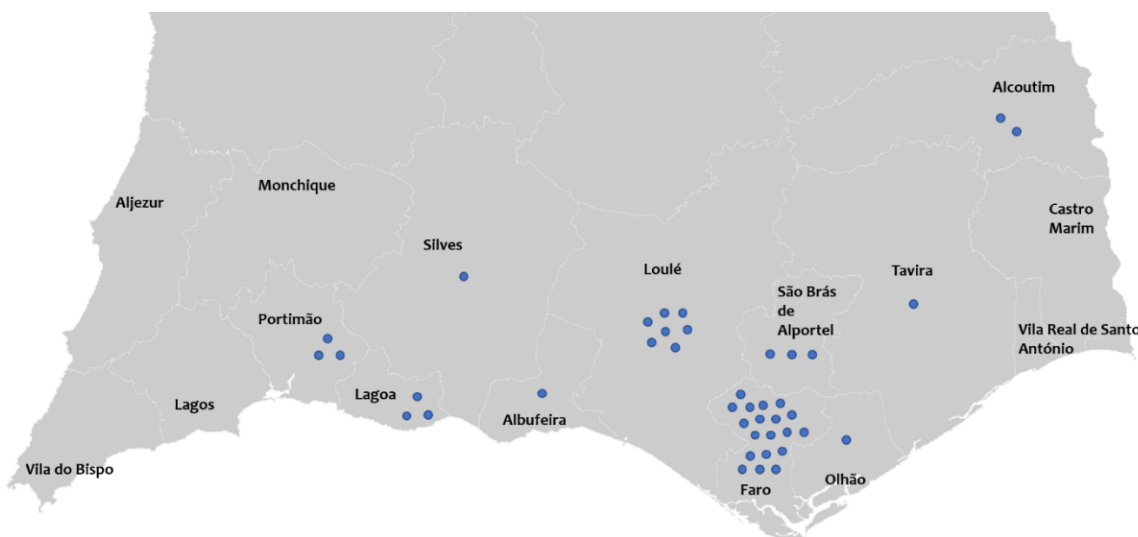 Alcoutim
Monchique
Aljezur
Castro
Marim
Silves
Loulé
Tavira
São Brás
de
Alportel
Portimão
Vila Real de Santo
António
Lagoa
Lagos
Albufeira
Vila do Bispo
Olhão
Faro